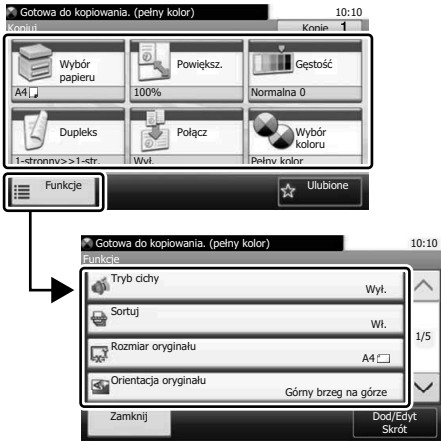 Gotowa do kopiowania. (pełny kolor) 10:10
Kopiuj Kopie 1
Wybór papieru
A4
Powiększ.
100%
Gęstość
Normalna 0
Dupleks
1-stronny>>1-str.
Połącz
Wył.
Wybór koloru
Pełny kolor
Funkcje
Ulubione
Gotowa do kopiowania. (pełny kolor) 10:10
Funkcje
Tryb cichy
Wył.
Sortuj
Wł.
1/5
Rozmiar oryginału
A4
Orientacja oryginału
Górny brzeg na górze
Zamknij
Dod/Edyt
Skrót